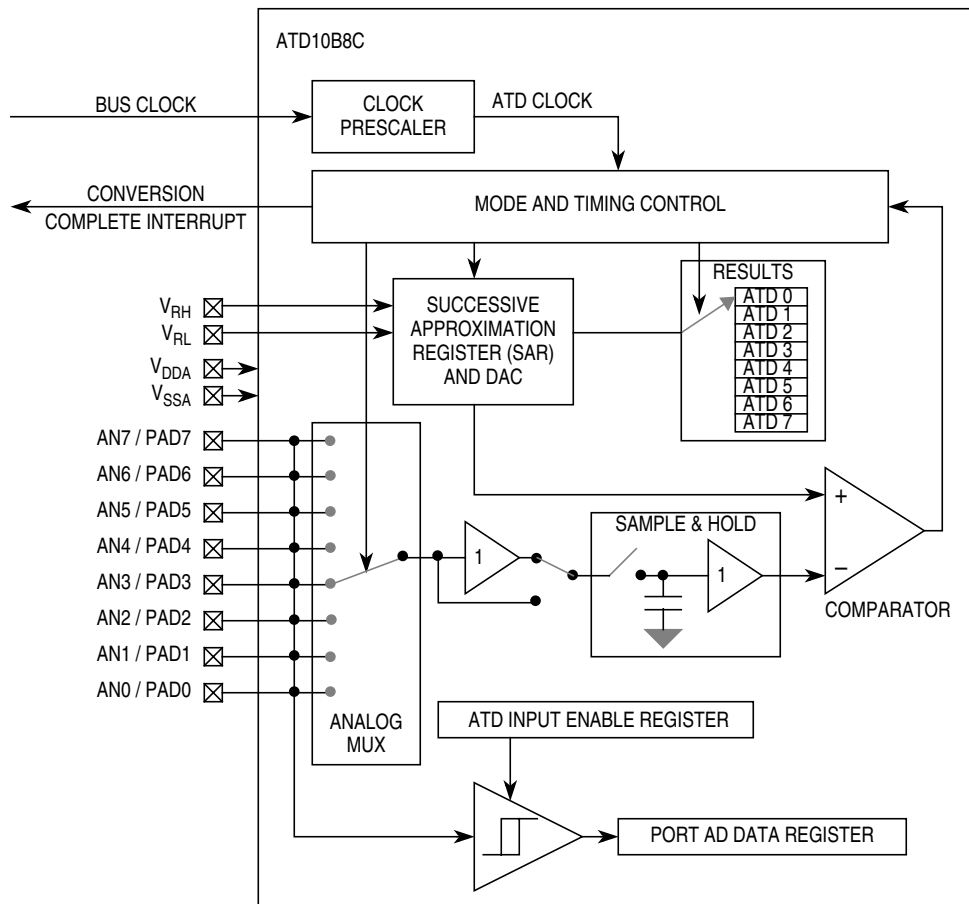 ATD10B8C
BUS CLOCK
CLOCK
PRESCALER
ATD CLOCK
CONVERSION
COMPLETE INTERRUPT
MODE AND TIMING CONTROL
RESULTS
ATD 0
ATD 1
ATD 2
ATD 3
ATD 4
ATD 5
ATD 6
ATD 7
SUCCESSIVE
APPROXIMATION
REGISTER (SAR)
AND DAC
VRH
VRL
VDDA
VSSA
AN7 / PAD7
AN6 / PAD6
AN5 / PAD5
AN4 / PAD4
AN3 / PAD3
AN2 / PAD2
AN1 / PAD1
AN0 / PAD0
ANALOG
MUX
1
SAMPLE & HOLD
1
+
–
COMPARATOR
ATD INPUT ENABLE REGISTER
PORT AD DATA REGISTER